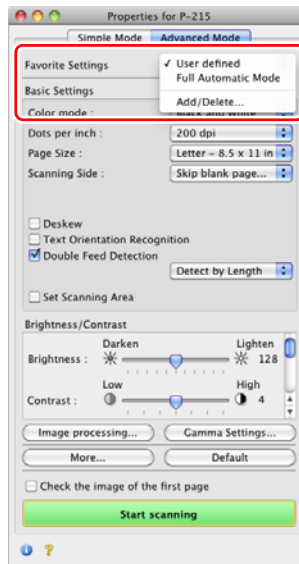 Properties for P-215
Simple Mode Advanced Mode
Favorite Settings
✓ User defined
Full Automatic Mode
Add/Delete...
Basic Settings
Color mode : Black and White
Dots per inch : 200 dpi
Page Size : Letter - 8.5 x 11 in
Scanning Side : Skip blank page...
Deskew
Text Orientation Recognition
Double Feed Detection
Detect by Length
Set Scanning Area
Brightness/Contrast
Darken Lighten
Brightness : 128
Low High
Contrast : 4
Image processing... Gamma Settings...
More... Default
Check the image of the first page
Start scanning